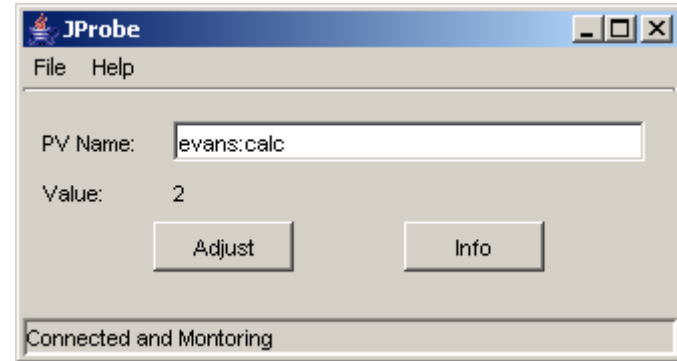 JProbe
File Help
PV Name: evans:calc
Value: 2
Adjust Info
Connected and Montoring